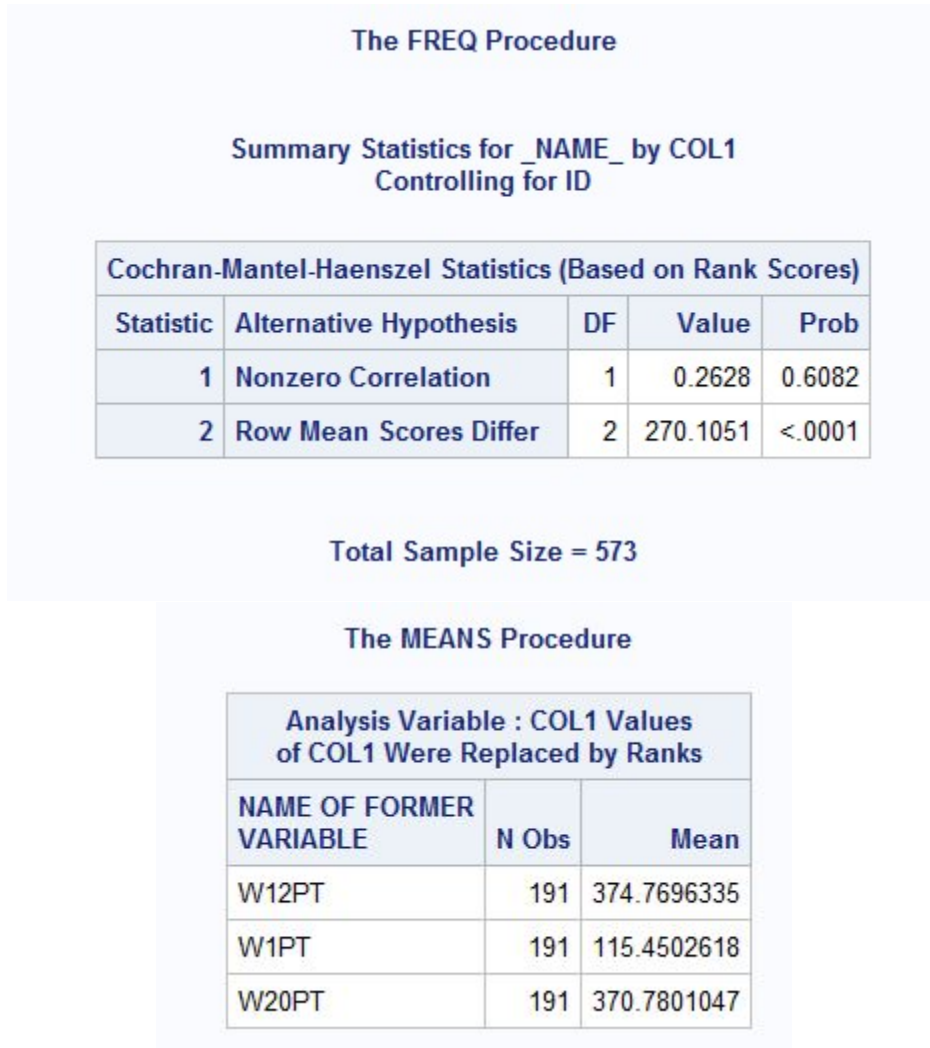 The FREQ Procedure
Summary Statistics for _NAME_ by COL1
Controlling for ID
Cochran-Mantel-Haenszel Statistics (Based on Rank Scores)
Statistic Alternative Hypothesis DF Value Prob
1 Nonzero Correlation 1 0.2628 0.6082
2 Row Mean Scores Differ 2 270.1051 <.0001
Total Sample Size = 573
The MEANS Procedure
Analysis Variable : COL1 Values
of COL1 Were Replaced by Ranks
NAME OF FORMER
VARIABLE N Obs Mean
W12PT 191 374.7696335
W1PT 191 115.4502618
W20PT 191 370.7801047